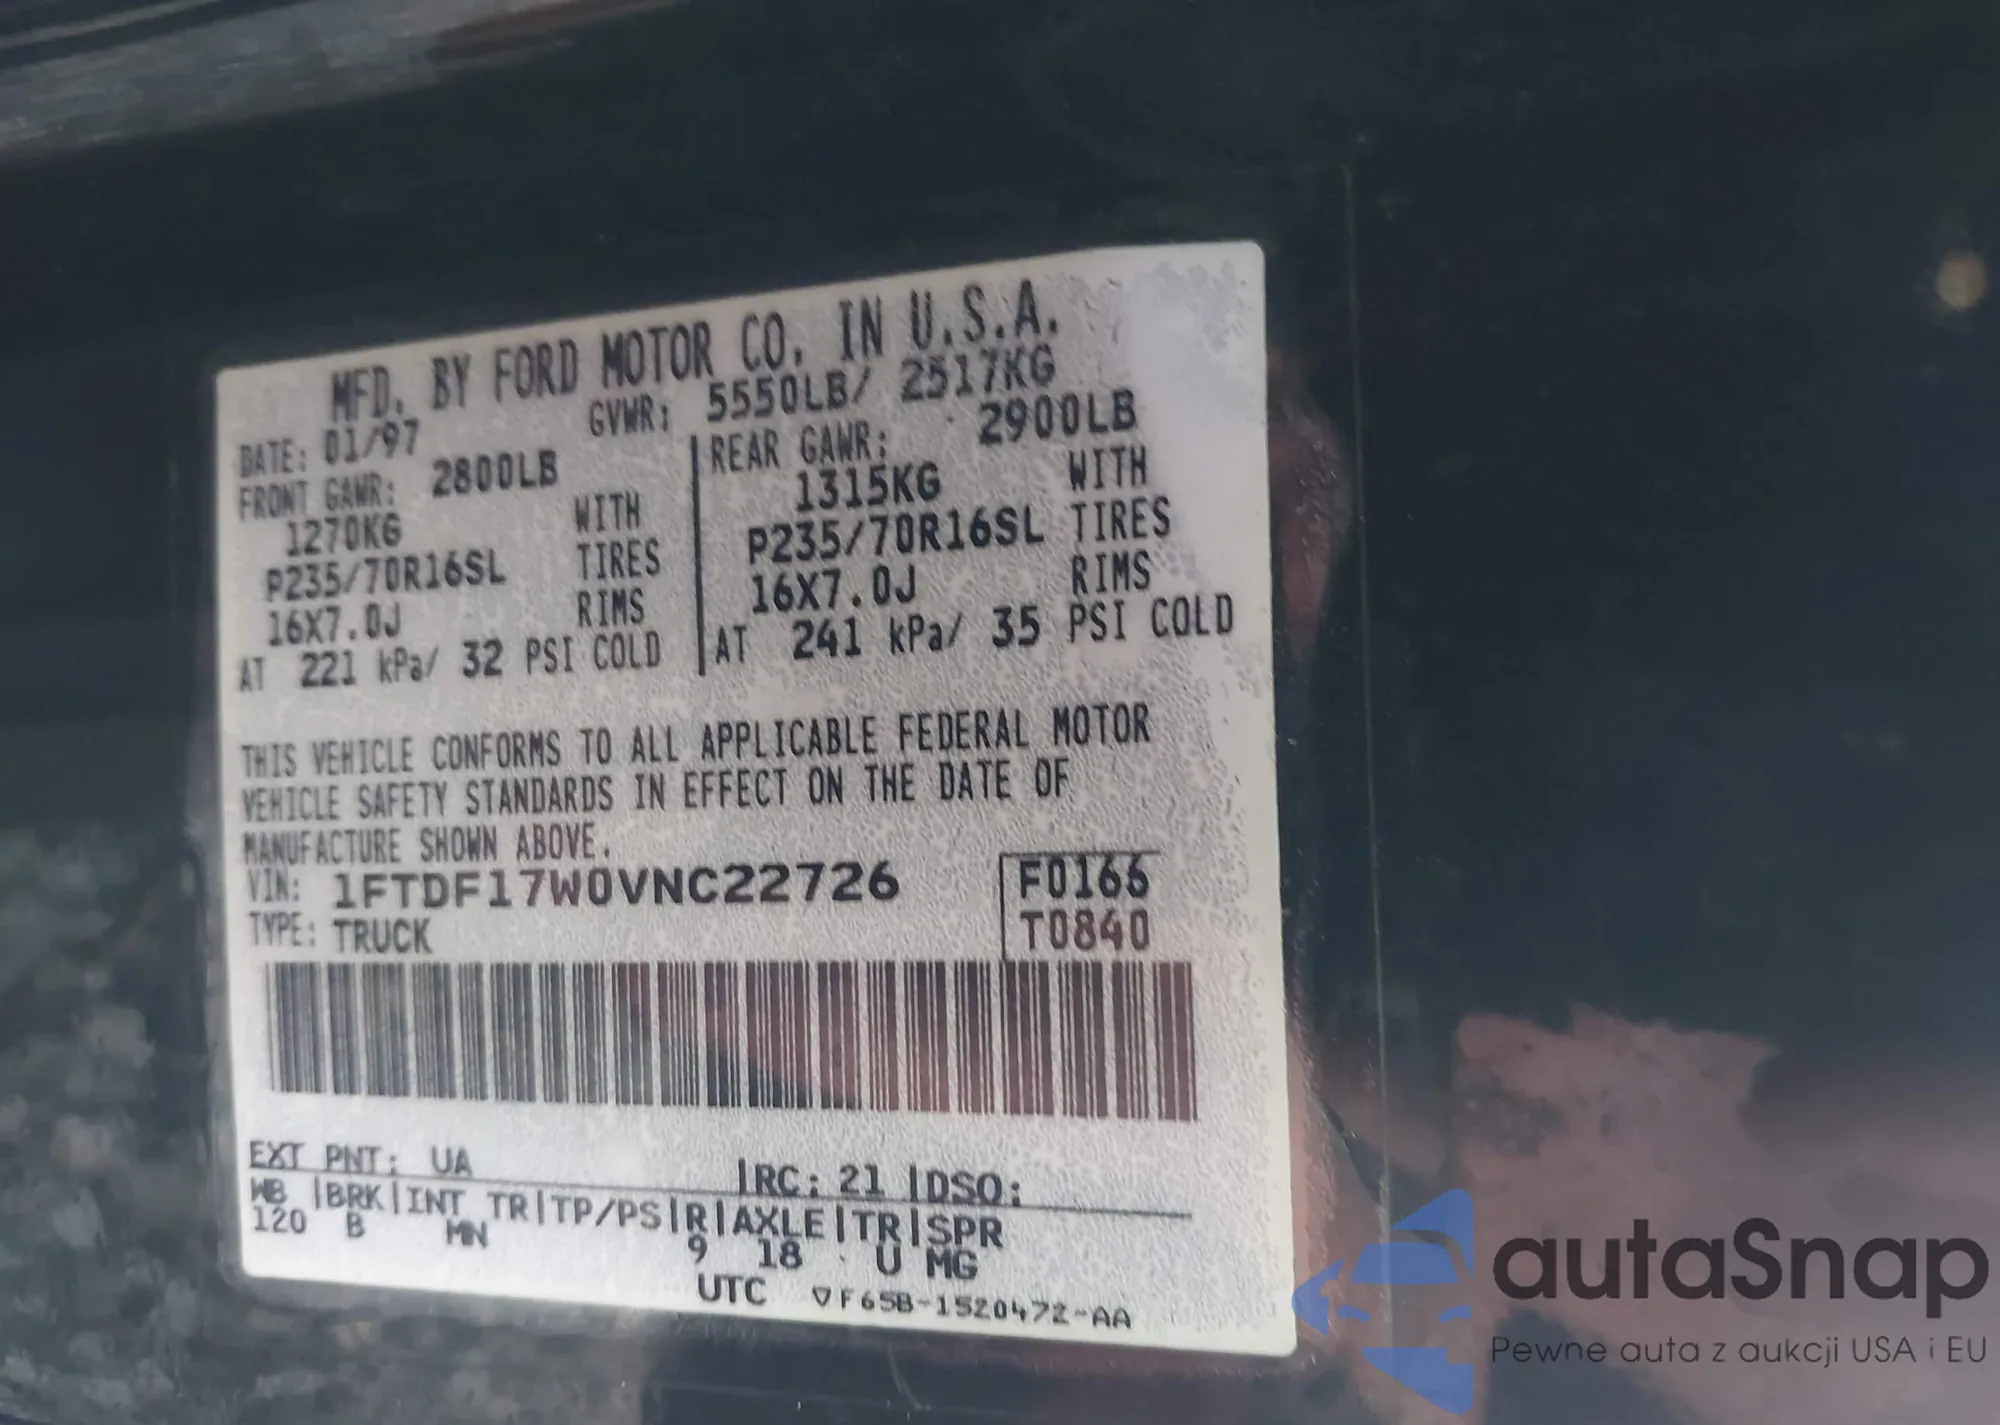 MFD. BY FORD MOTOR CO. IN U.S.A.
DATE: 01/97 GVWR: 5550LB/ 2517KG
FRONT GAWR: 2800LB
1270KG WITH
P235/70R16SL TIRES
16X7.0J RIMS
AT 221 kPa/ 32 PSI COLD
REAR GAWR: 2900LB
1315KG WITH
P235/70R16SL TIRES
16X7.0J RIMS
AT 241 kPa/ 35 PSI COLD
THIS VEHICLE CONFORMS TO ALL APPLICABLE FEDERAL MOTOR
VEHICLE SAFETY STANDARDS IN EFFECT ON THE DATE OF
MANUFACTURE SHOWN ABOVE.
VIN: 1FTDF17W0VNC22726 F0166
TYPE: TRUCK T0840
EXT PNT: UA |RC: 21 |DSO:
WB |BRK|INT TR|TP/PS|R|AXLE|TR|SPR
120 B MN 9 18 U MG
UTC ▽F65B-1520472-AA
autaSnap
Pewne auta z aukcji USA i EU